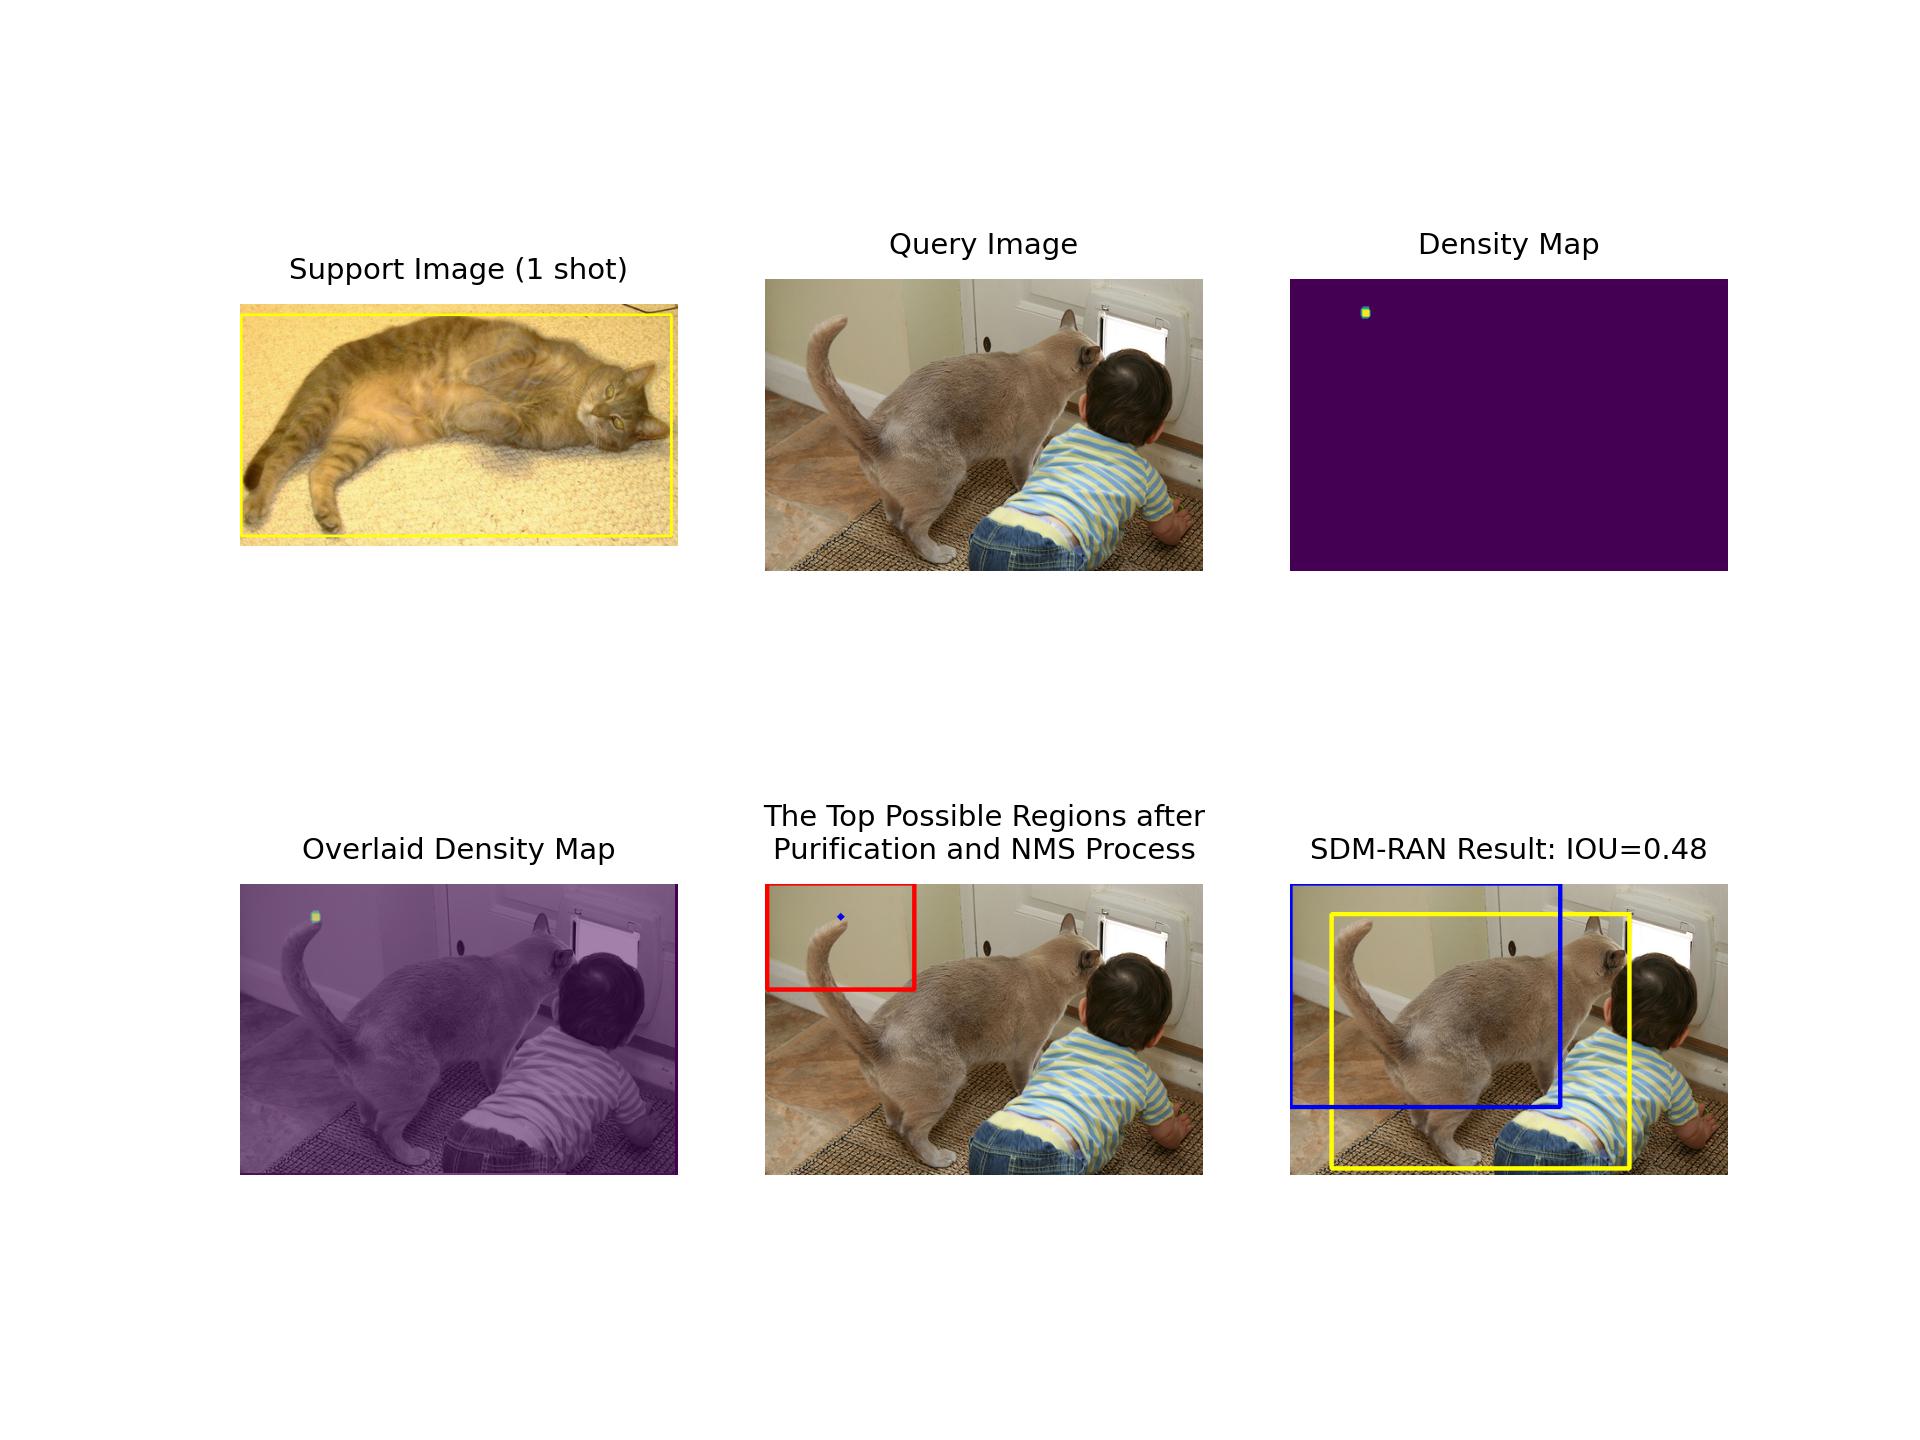 Support Image (1 shot)
Query Image
Density Map
Overlaid Density Map
The Top Possible Regions after
Purification and NMS Process
SDM-RAN Result: IOU=0.48